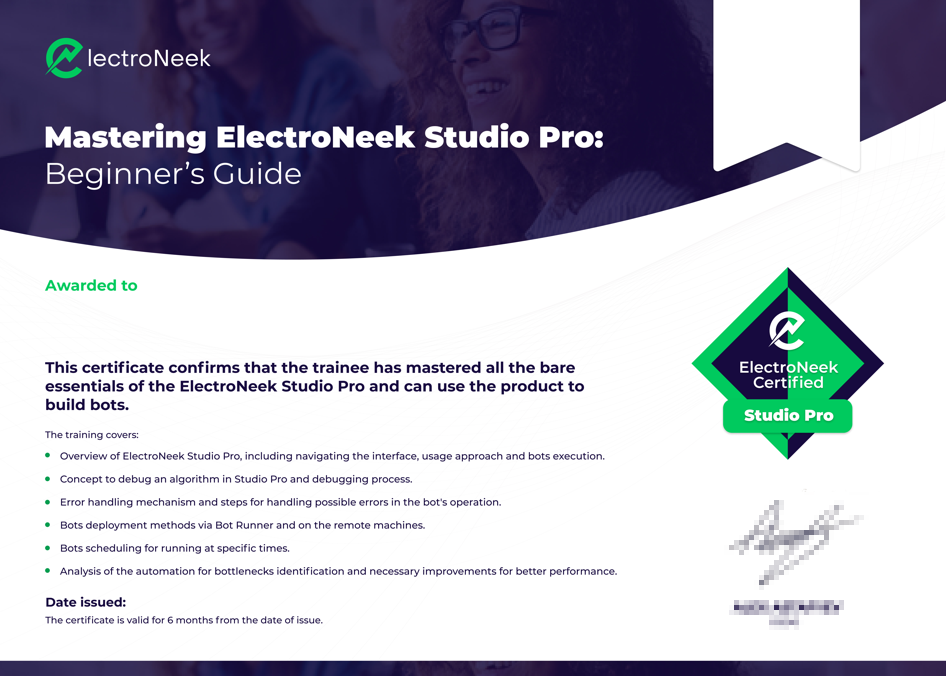 lectroNeek
Mastering ElectroNeek Studio Pro:
Beginner’s Guide
Awarded to
This certificate confirms that the trainee has mastered all the bare
essentials of the ElectroNeek Studio Pro and can use the product to
build bots.
The training covers:
Overview of ElectroNeek Studio Pro, including navigating the interface, usage approach and bots execution.
Concept to debug an algorithm in Studio Pro and debugging process.
Error handling mechanism and steps for handling possible errors in the bot's operation.
Bots deployment methods via Bot Runner and on the remote machines.
Bots scheduling for running at specific times.
Analysis of the automation for bottlenecks identification and necessary improvements for better performance.
Date issued:
The certificate is valid for 6 months from the date of issue.
ElectroNeek
Certified
Studio Pro